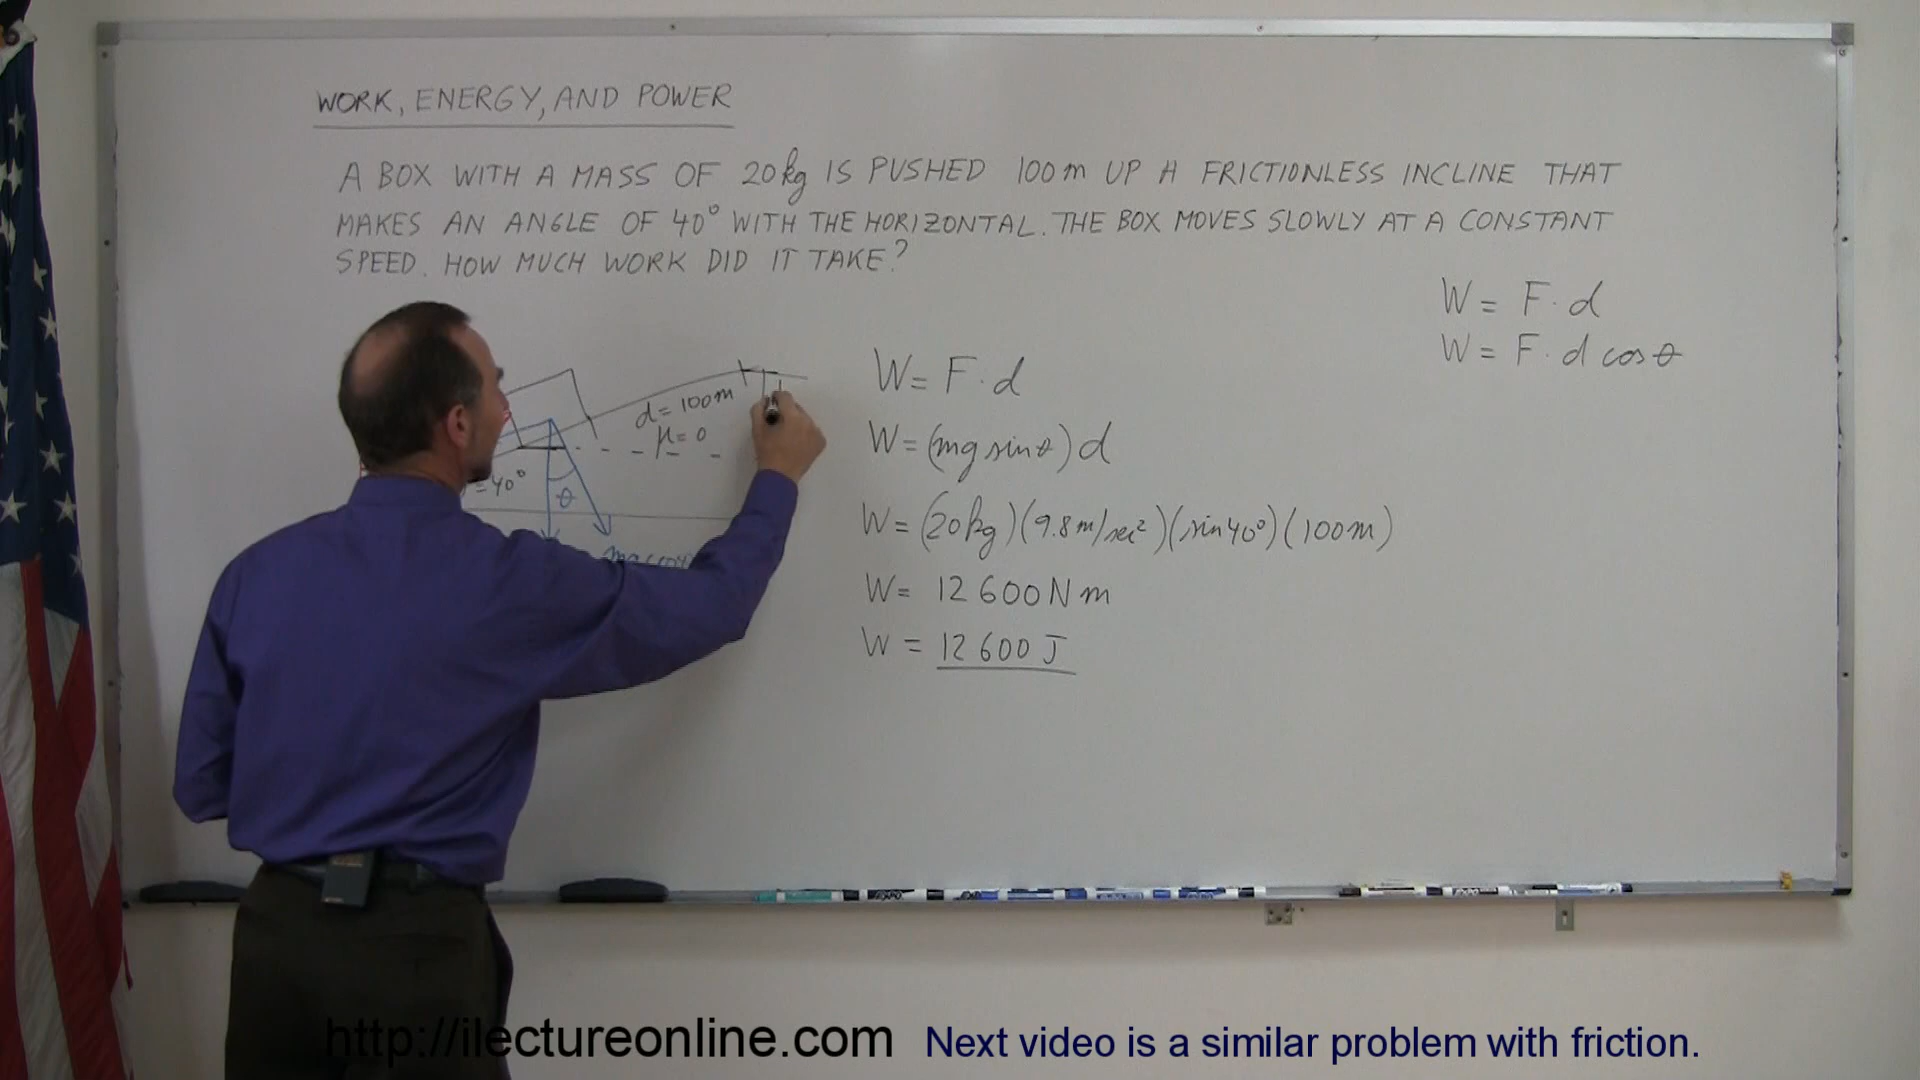 WORK, ENERGY, AND POWER
A BOX WITH A MASS OF 20kg IS PUSHED 100m UP A FRICTIONLESS INCLINE THAT
MAKES AN ANGLE OF 40° WITH THE HORIZONTAL. THE BOX MOVES SLOWLY AT A CONSTANT
SPEED. HOW MUCH WORK DID IT TAKE?
W = F · d
W = F · d cos θ
d = 100m
μ = 0
= 40°
θ
W = F · d
W = (mg sin θ) d
W = (20kg)(9.8 m/sec²)(sin 40°)(100m)
W = 12 600 N m
W = 12 600 J
http://ilectureonline.com
Next video is a similar problem with friction.